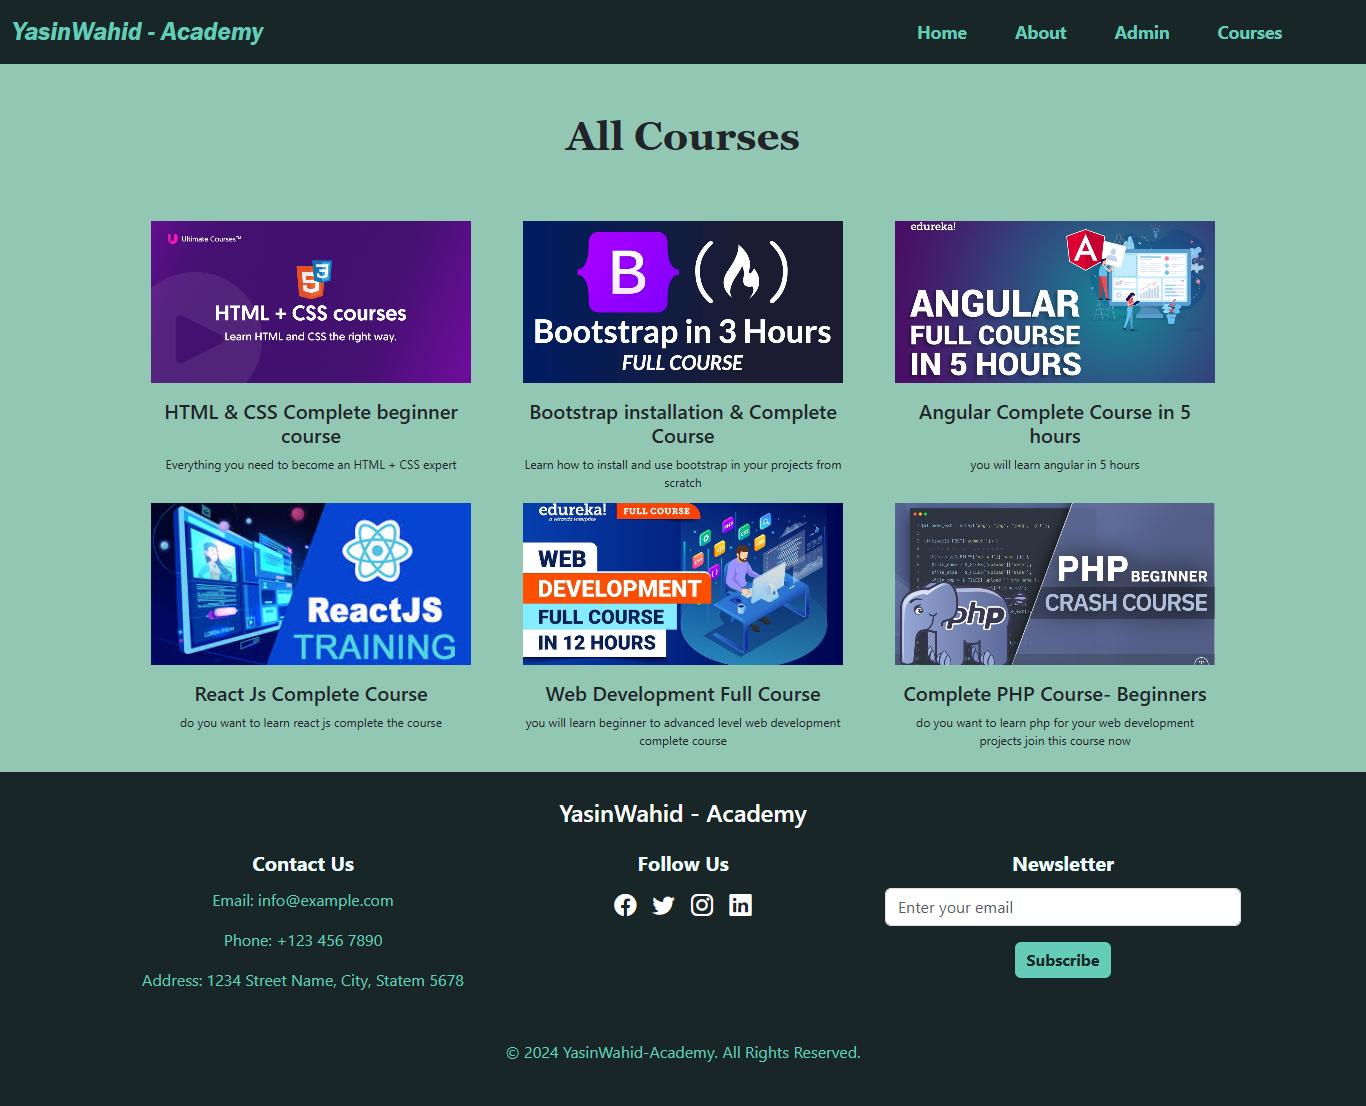 YasinWahid - Academy
Home
About
Admin
Courses
All Courses
Ultimate Courses™
HTML + CSS courses
Learn HTML and CSS the right way.
B
Bootstrap in 3 Hours
FULL COURSE
edureka!
A
ANGULAR
FULL COURSE
IN 5 HOURS
HTML & CSS Complete beginner
course
Everything you need to become an HTML + CSS expert
Bootstrap installation & Complete
Course
Learn how to install and use bootstrap in your projects from
scratch
Angular Complete Course in 5
hours
you will learn angular in 5 hours
ReactJS
TRAINING
edureka!
FULL COURSE
WEB
DEVELOPMENT
FULL COURSE
IN 12 HOURS
php
PHP BEGINNER
CRASH COURSE
React Js Complete Course
do you want to learn react js complete the course
Web Development Full Course
you will learn beginner to advanced level web development
complete course
Complete PHP Course- Beginners
do you want to learn php for your web development
projects join this course now
YasinWahid - Academy
Contact Us
Email: info@example.com
Phone: +123 456 7890
Address: 1234 Street Name, City, Statem 5678
Follow Us
Newsletter
Enter your email
Subscribe
© 2024 YasinWahid-Academy. All Rights Reserved.